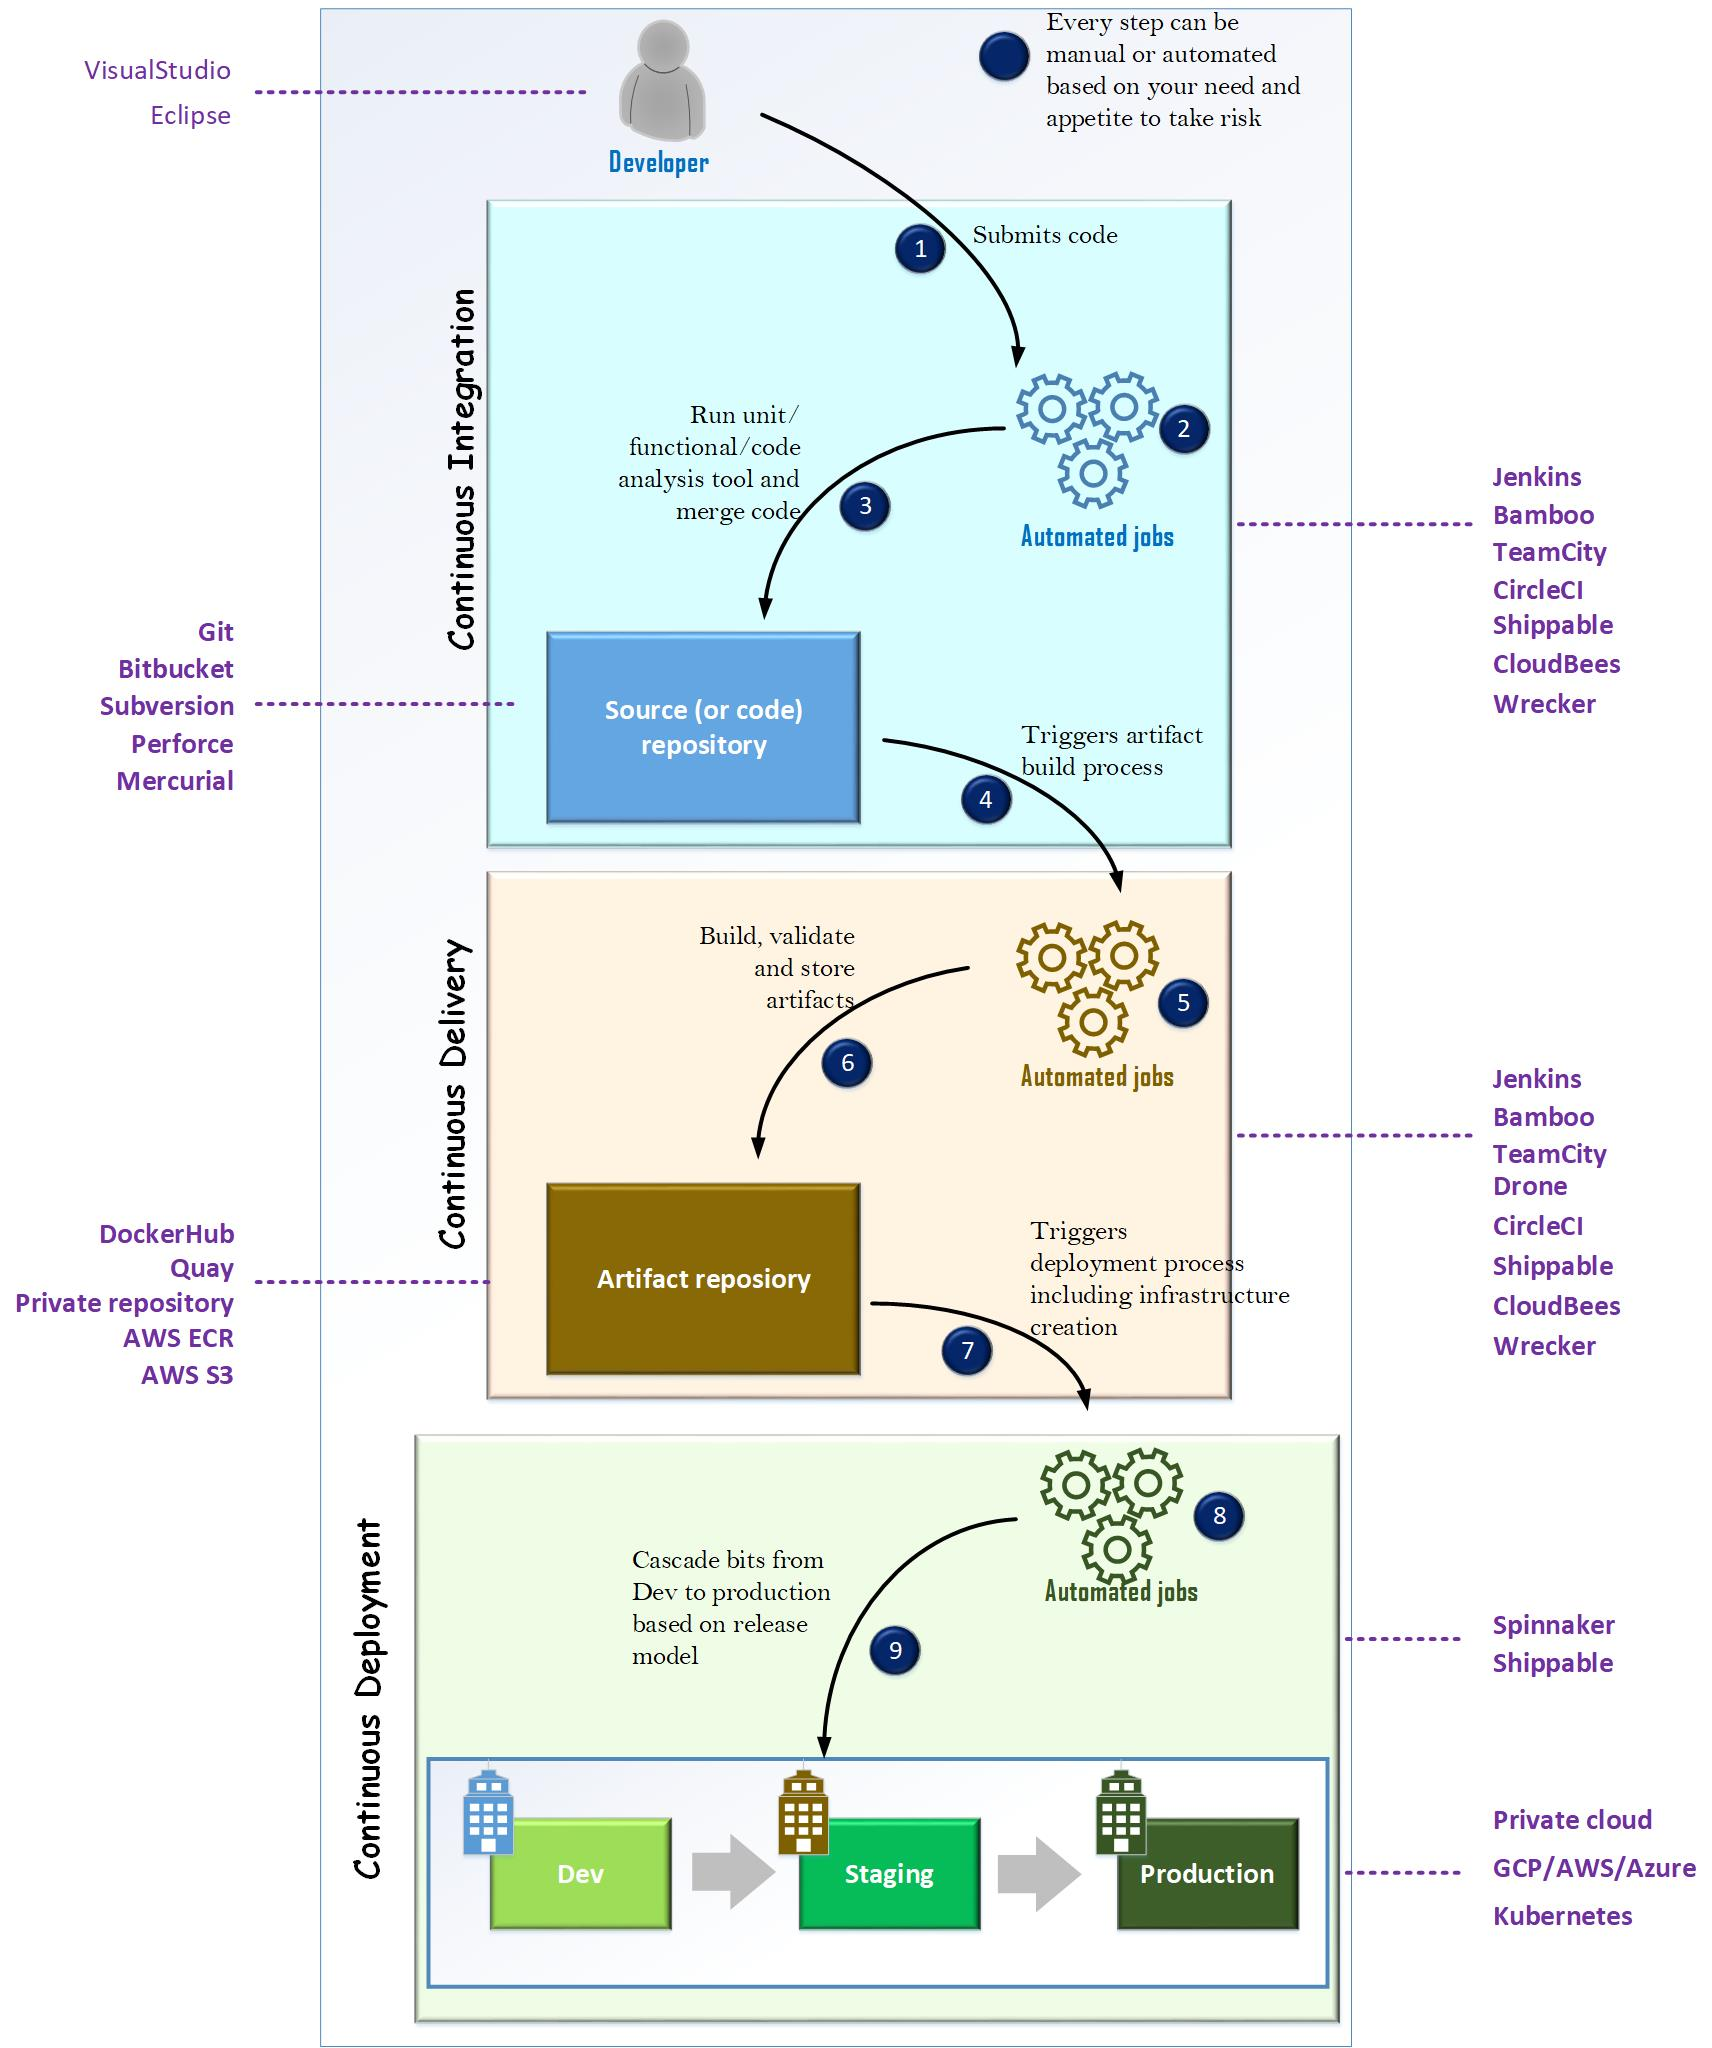 VisualStudio
Eclipse
Developer
Every step can be
manual or automated
based on your need and
appetite to take risk
Continuous Integration
1
Submits code
2
Automated jobs
Run unit/
functional/code
analysis tool and
merge code
3
Jenkins
Bamboo
TeamCity
CircleCI
Shippable
CloudBees
Wrecker
Git
Bitbucket
Subversion
Perforce
Mercurial
Source (or code)
repository
Triggers artifact
build process
4
Continuous Delivery
5
Automated jobs
Build, validate
and store
artifacts
6
Jenkins
Bamboo
TeamCity
Drone
CircleCI
Shippable
CloudBees
Wrecker
DockerHub
Quay
Private repository
AWS ECR
AWS S3
Artifact reposiory
Triggers
deployment process
including infrastructure
creation
7
Continuous Deployment
8
Automated jobs
Cascade bits from
Dev to production
based on release
model
9
Spinnaker
Shippable
Dev
Staging
Production
Private cloud
GCP/AWS/Azure
Kubernetes